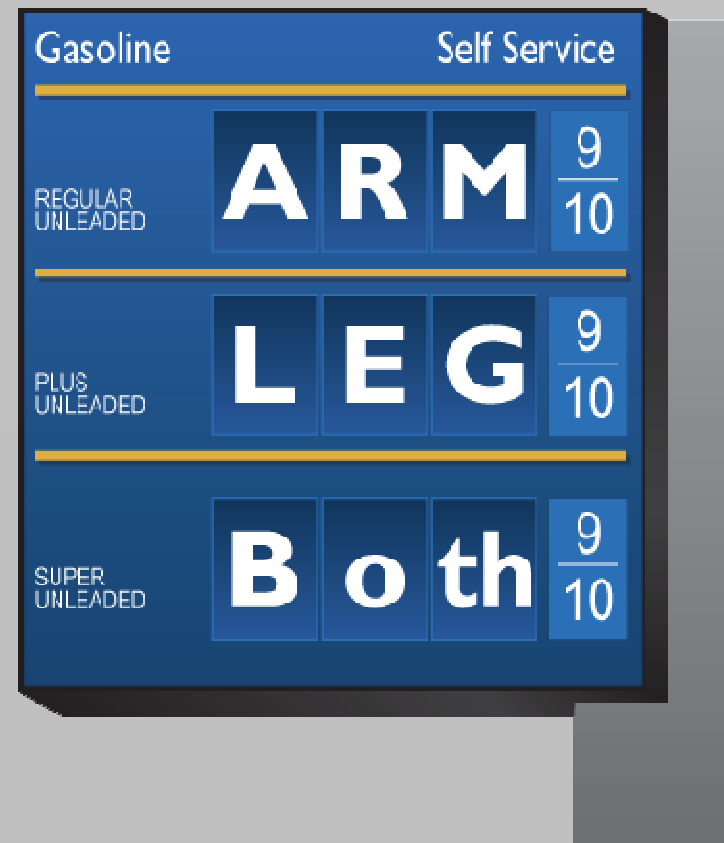 Gasoline Self Service
REGULAR
UNLEADED
ARM 9/10
PLUS
UNLEADED
LEG 9/10
SUPER
UNLEADED
Both 9/10